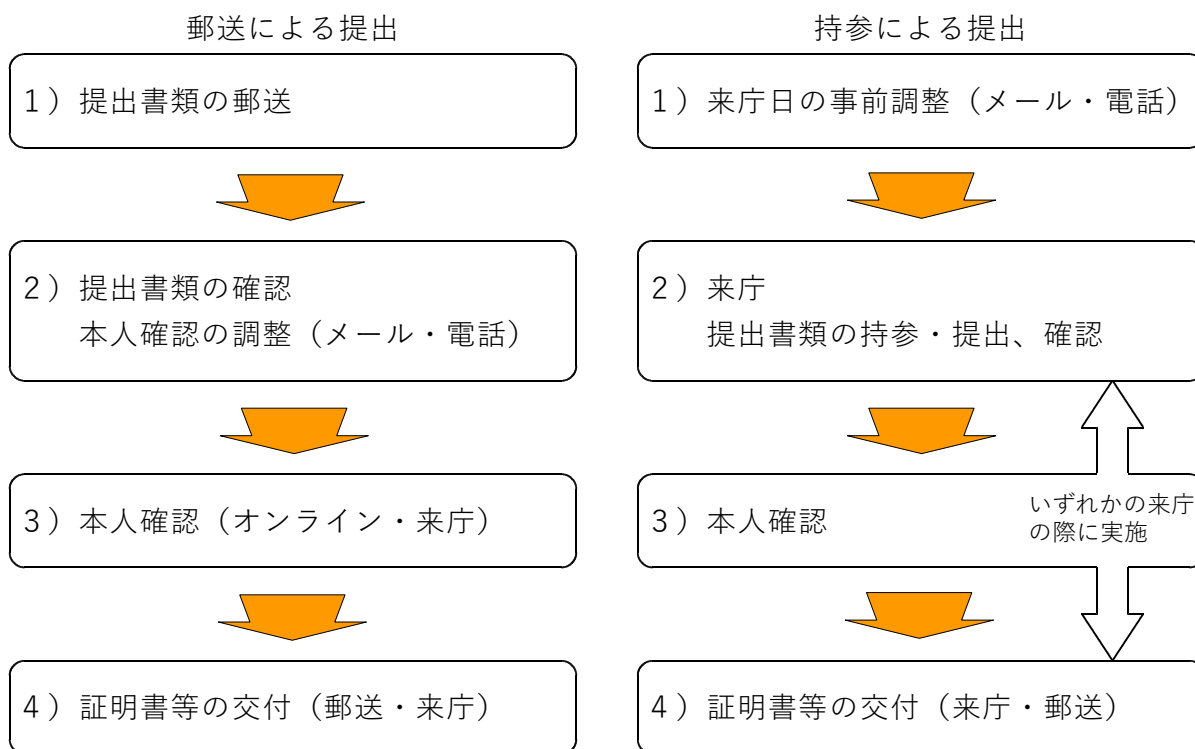 郵送による提出
1）提出書類の郵送
2）提出書類の確認
本人確認の調整（メール・電話）
3）本人確認（オンライン・来庁）
4）証明書等の交付（郵送・来庁）
持参による提出
1）来庁日の事前調整（メール・電話）
2）来庁
提出書類の持参・提出、確認
3）本人確認
いずれかの来庁
の際に実施
4）証明書等の交付（来庁・郵送）